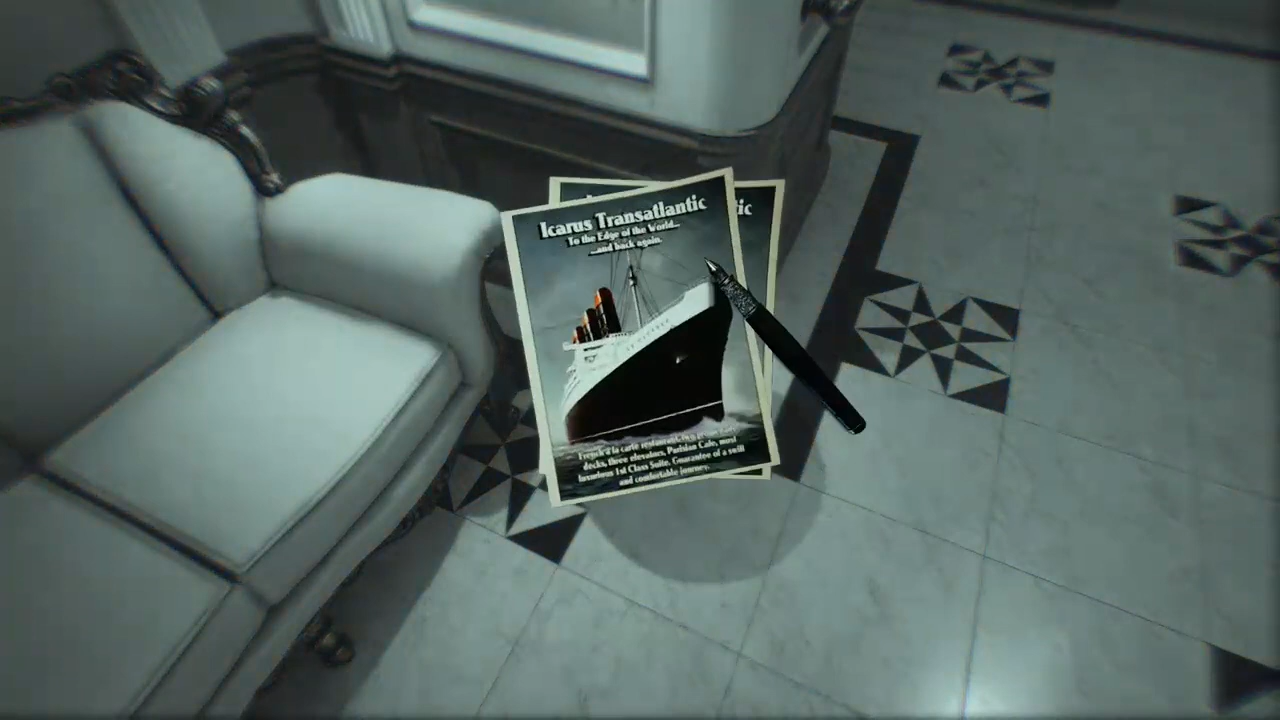 Icarus Transatlantic
To the Edge of the World...
...and back again.
tic
French à la carte restaurant,
decks, three elevators, Parisian Cafe, most
luxurious 1st Class Suite. Guarantee of a swift
and comfortable journey.